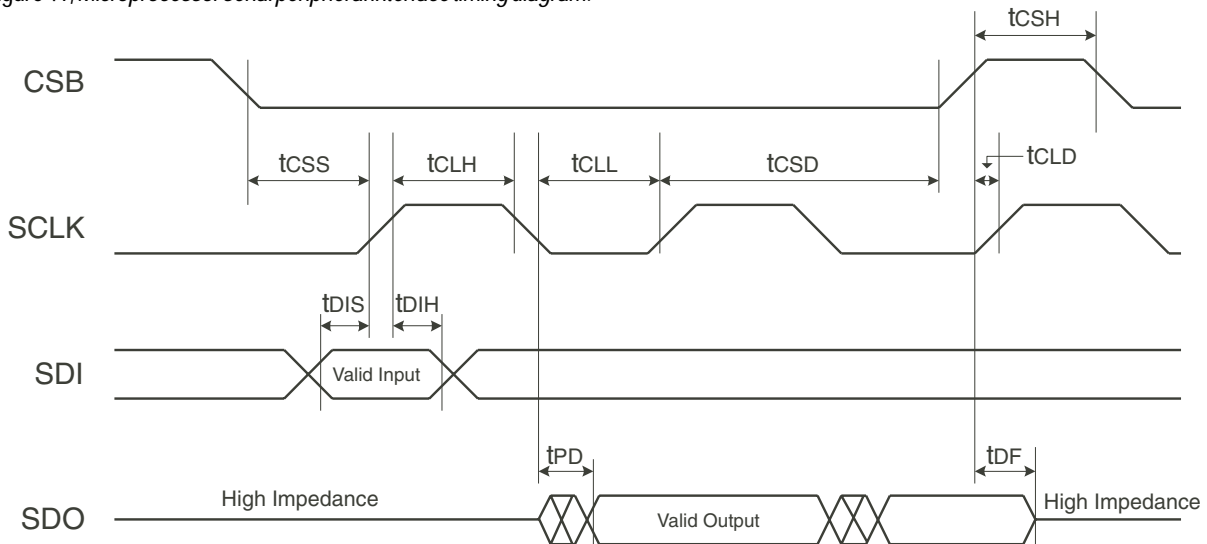 tCSH
CSB
tCSS
tCLH
tCLL
tCSD
tCLD
SCLK
tDIS
tDIH
SDI
Valid Input
tPD
tDF
SDO
High Impedance
Valid Output
High Impedance